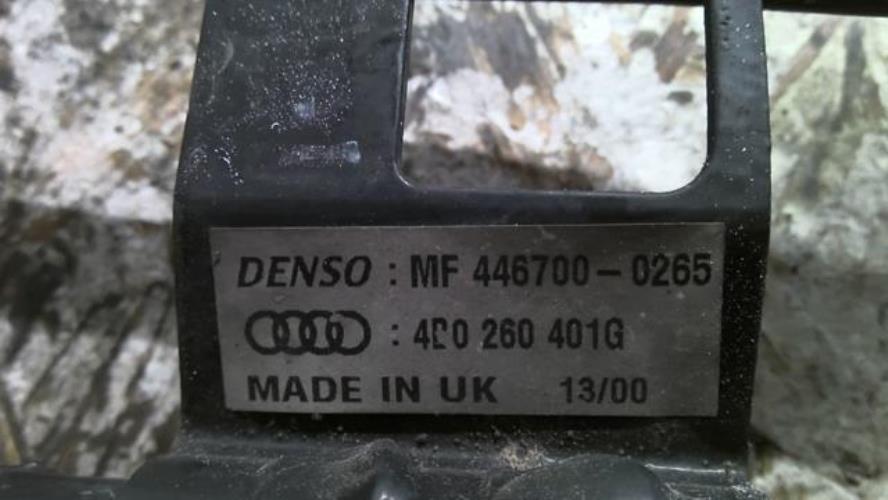 DENSO : MF 446700-0265
: 4D0 260 401G
MADE IN UK 13/00